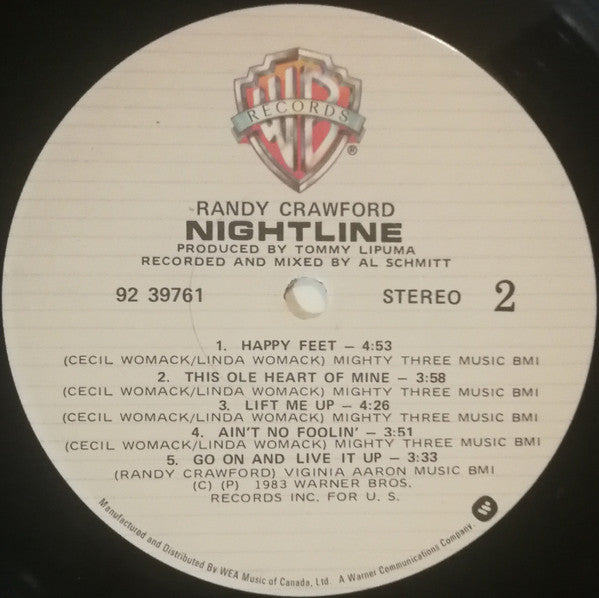 RECORDS
®
RANDY CRAWFORD
NIGHTLINE
PRODUCED BY TOMMY LIPUMA
RECORDED AND MIXED BY AL SCHMITT
92 39761 STEREO 2
1. HAPPY FEET – 4:53
(CECIL WOMACK/LINDA WOMACK) MIGHTY THREE MUSIC BMI
2. THIS OLE HEART OF MINE – 3:58
(CECIL WOMACK/LINDA WOMACK) MIGHTY THREE MUSIC BMI
3. LIFT ME UP – 4:26
(CECIL WOMACK/LINDA WOMACK) MIGHTY THREE MUSIC BMI
4. AIN'T NO FOOLIN' – 3:51
(CECIL WOMACK/LINDA WOMACK) MIGHTY THREE MUSIC BMI
5. GO ON AND LIVE IT UP – 3:33
(RANDY CRAWFORD) VIGINIA AARON MUSIC BMI
(C) (P) 1983 WARNER BROS.
RECORDS INC. FOR U. S.
Manufactured and Distributed By WEA Music of Canada, Ltd. A Warner Communications Company.